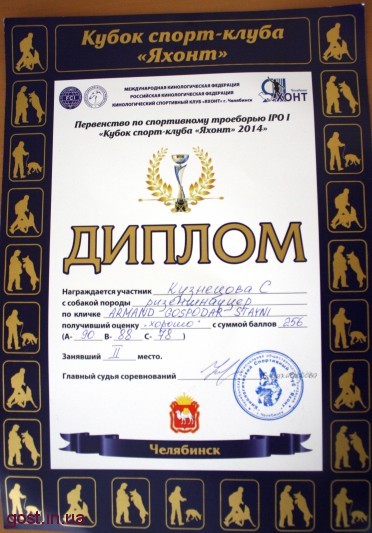 Кубок спорт-клуба
«Яхонт»
МЕЖДУНАРОДНАЯ КИНОЛОГИЧЕСКАЯ ФЕДЕРАЦИЯ
РОССИЙСКАЯ КИНОЛОГИЧЕСКАЯ ФЕДЕРАЦИЯ
КИНОЛОГИЧЕСКИЙ СПОРТИВНЫЙ КЛУБ «ЯХОНТ» г. Челябинск
FCI
ЯХОНТ
Первенство по спортивному троеборью IPO I
«Кубок спорт-клуба «Яхонт» 2014»
ДИПЛОМ
Награждается участник Кузнецова С
с собакой породы ризеншнауцер
по кличке ARMAND GOSPODAR STAYNI
получивший оценку хорошо с суммой баллов 256
(А- 90 В- 88 С- 78 )
Занявший II место.
Главный судья соревнований
Челябинск
gost.in.ua